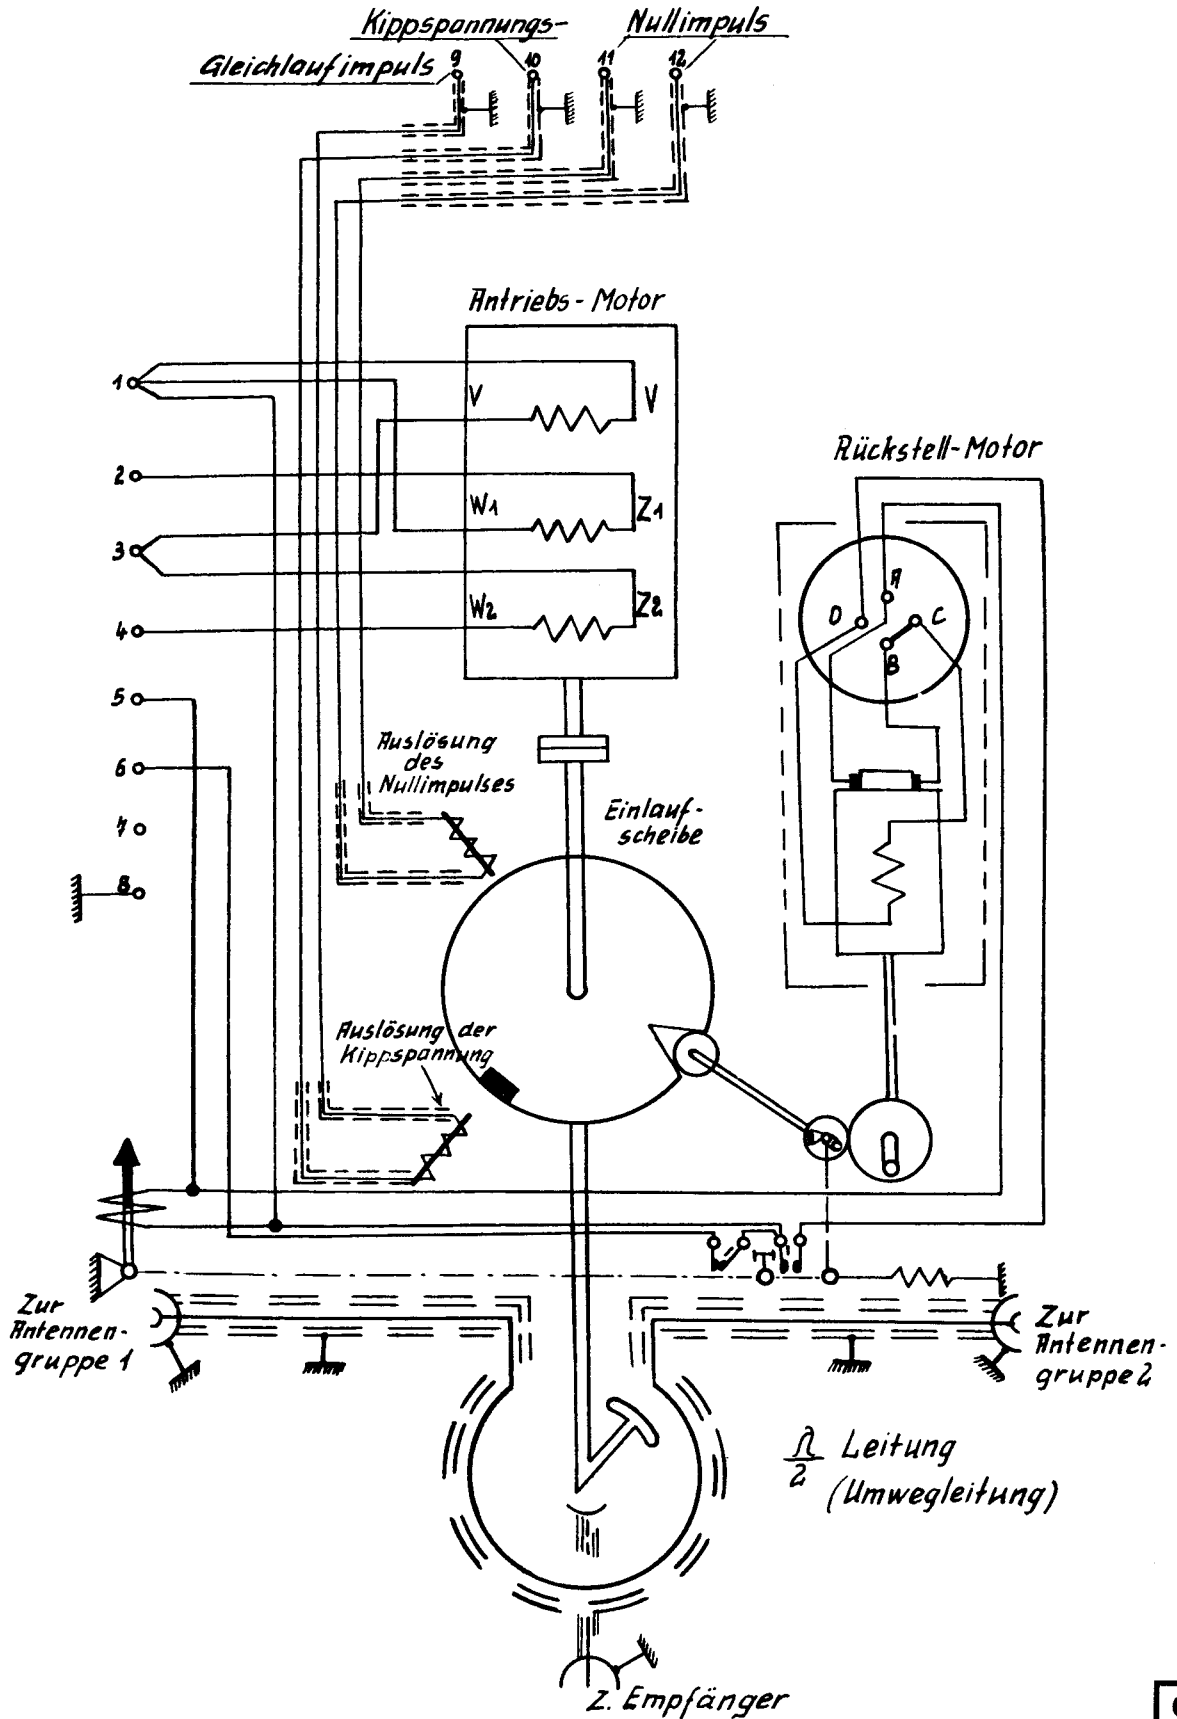 Kippspannungs-
Nullimpuls
Gleichlaufimpuls
9
10
11
12
Antriebs-Motor
1
V
V
Rückstell-Motor
2
W1
Z1
3
A
W2
Z2
D
C
4
B
5
Auslösung
des
Nullimpulses
6
Einlauf-
scheibe
7
8
Auslösung der
Kippspannung
Zur
Antennen-
gruppe 1
Zur
Antennen-
gruppe 2
λ/2 Leitung
(Umwegleitung)
Z. Empfänger